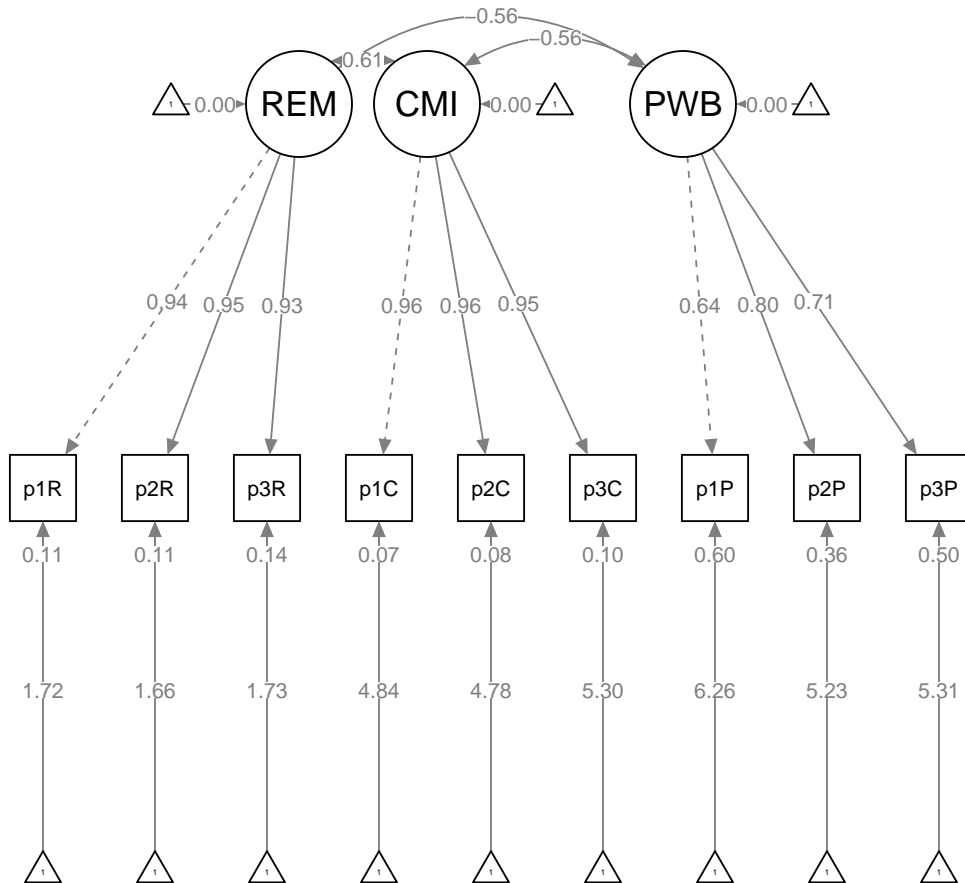 −0.56
0.61 −0.56
1 0.00 REM CMI 0.00 1 PWB 0.00 1
0.94 0.95 0.93 0.96 0.96 0.95 0.64 0.80 0.71
p1R p2R p3R p1C p2C p3C p1P p2P p3P
0.11 0.11 0.14 0.07 0.08 0.10 0.60 0.36 0.50
1.72 1.66 1.73 4.84 4.78 5.30 6.26 5.23 5.31
1 1 1 1 1 1 1 1 1